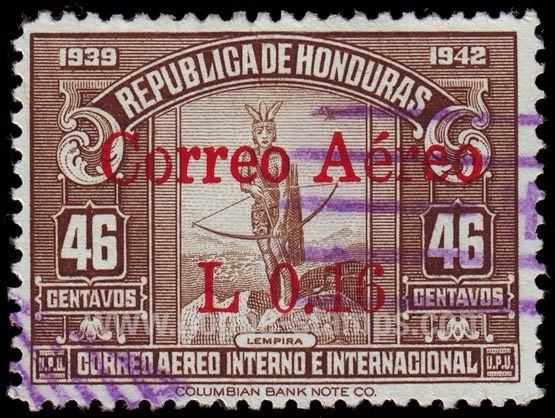 1939 1942
REPUBLICA DE HONDURAS
Correo Aéreo
46 46
CENTAVOS CENTAVOS
L 0.16
LEMPIRA
U.P.U. CORREO AEREO INTERNO E INTERNACIONAL U.P.U.
COLUMBIAN BANK NOTE CO.